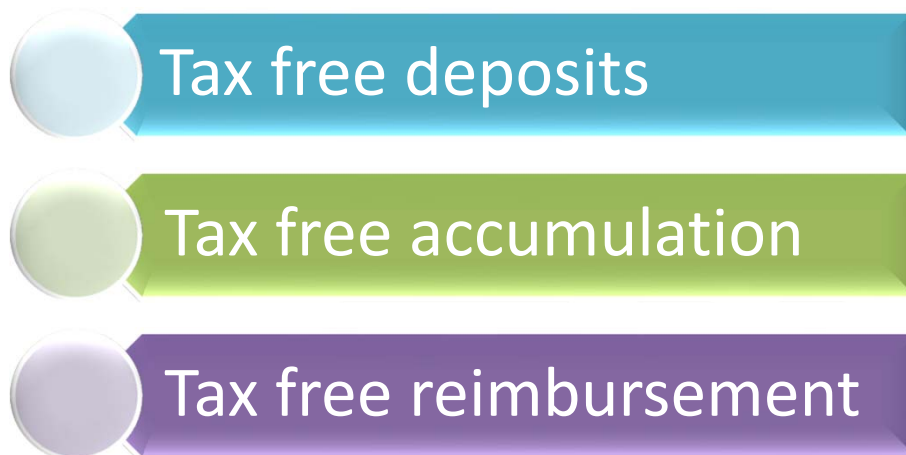 Tax free deposits
Tax free accumulation
Tax free reimbursement